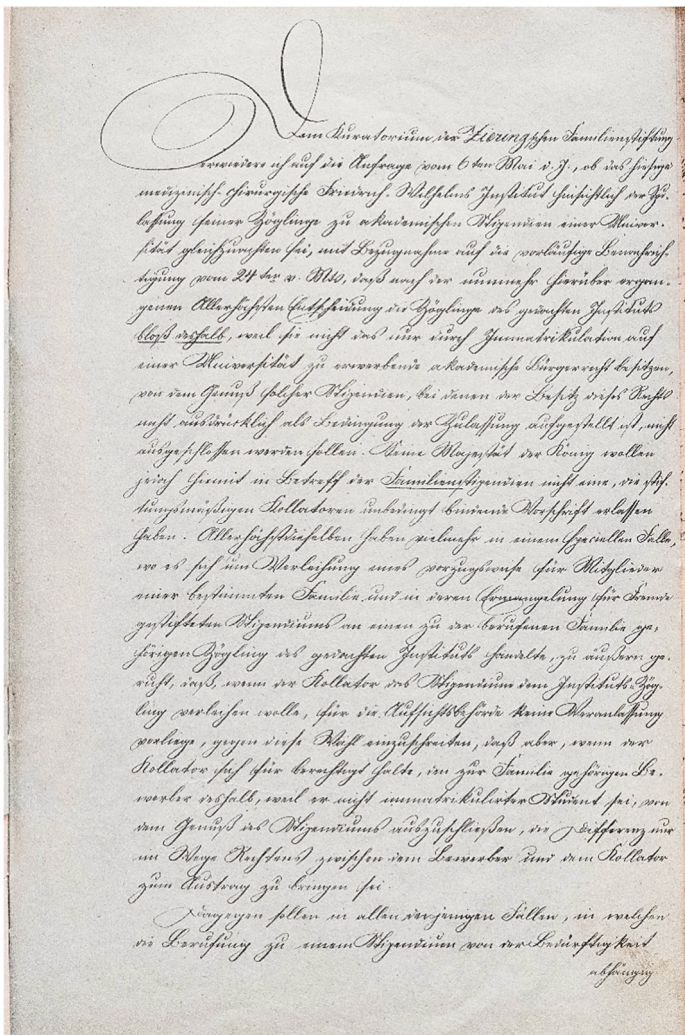 Dem Kuratorium der Ziering'schen Familienstiftung
erwiedere ich auf die Anfrage vom 6ten Mai d. J., ob das hiesige
medizinisch-chirurgische Friedrich-Wilhelms Institut hinsichtlich der Zu-
lassung seiner Zöglinge zu akademischen Stipendien einer Univer-
sität gleichzuachten sei, mit Bezugnahme auf die vorläufige Benachrich-
tigung vom 24ten v. Mts, daß nach der nunmehr hierüber ergan-
genen Allerhöchsten Entscheidung die Zöglinge des gedachten Instituts
bloß deshalb, weil sie nicht das nur durch Immatrikulation auf
einer Universität zu erwerbende akademische Bürgerrecht besitzen,
von dem Genuß solcher Stipendien, bei denen der Besitz dieses Rechts
nicht ausdrücklich als Bedingung der Zulassung aufgestellt ist, nicht
ausgeschlossen werden sollen. Seine Majestät der König wollen
jedoch hiemit in Betreff der Familienstipendien nicht eine, die stif-
tungsmäßigen Kollatoren unbedingt bindende Vorschrift erlassen
haben. Allerhöchstdieselben haben vielmehr in einem speciellen Falle,
wo es sich um Verleihung eines vorzugsweise für Mitglieder
einer bestimmten Familie und in deren Ermangelung für Fremde
gestifteten Stipendiums an einen zu der berufenen Familie ge-
hörigen Zögling des gedachten Instituts handelte, zu äußern ge-
ruht, daß, wenn der Kollator das Stipendium dem Instituts-Zög-
ling verleihen wolle, für die Aufsichtsbehörde keine Veranlassung
vorliege, gegen diese Wahl einzuschreiten, daß aber, wenn der
Kollator sich für berechtigt halte, den zur Familie gehörigen Be-
werber deshalb, weil er nicht immatrikulirter Student sei, von
dem Genuß des Stipendiums auszuschließen, die Differenz nur
im Wege Rechtens zwischen dem Bewerber und dem Kollator
zum Austrag zu bringen sei.
Dagegen sollen in allen denjenigen Fällen, in welchen
die Berufung zu einem Stipendium von der Bedürftigkeit
abhängig